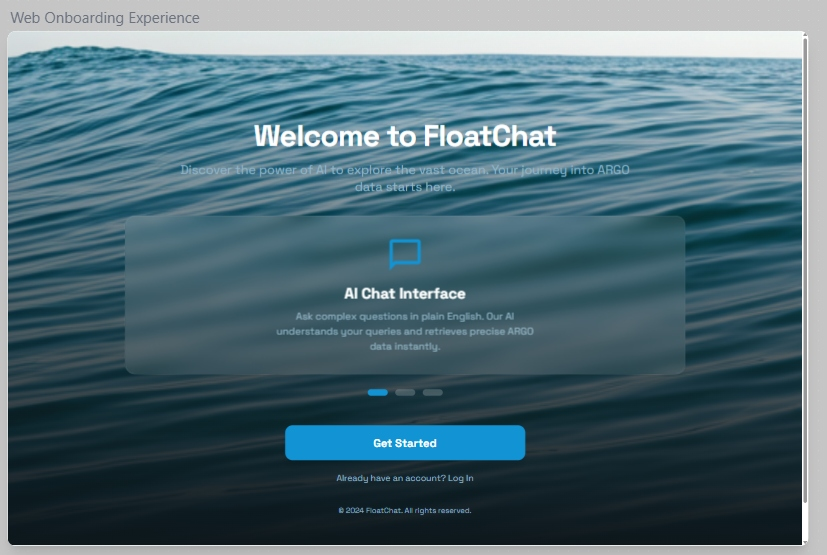 Web Onboarding Experience
Welcome to FloatChat
Discover the power of AI to explore the vast ocean. Your journey into ARGO
data starts here.
AI Chat Interface
Ask complex questions in plain English. Our AI
understands your queries and retrieves precise ARGO
data instantly.
Get Started
Already have an account? Log In
© 2024 FloatChat. All rights reserved.